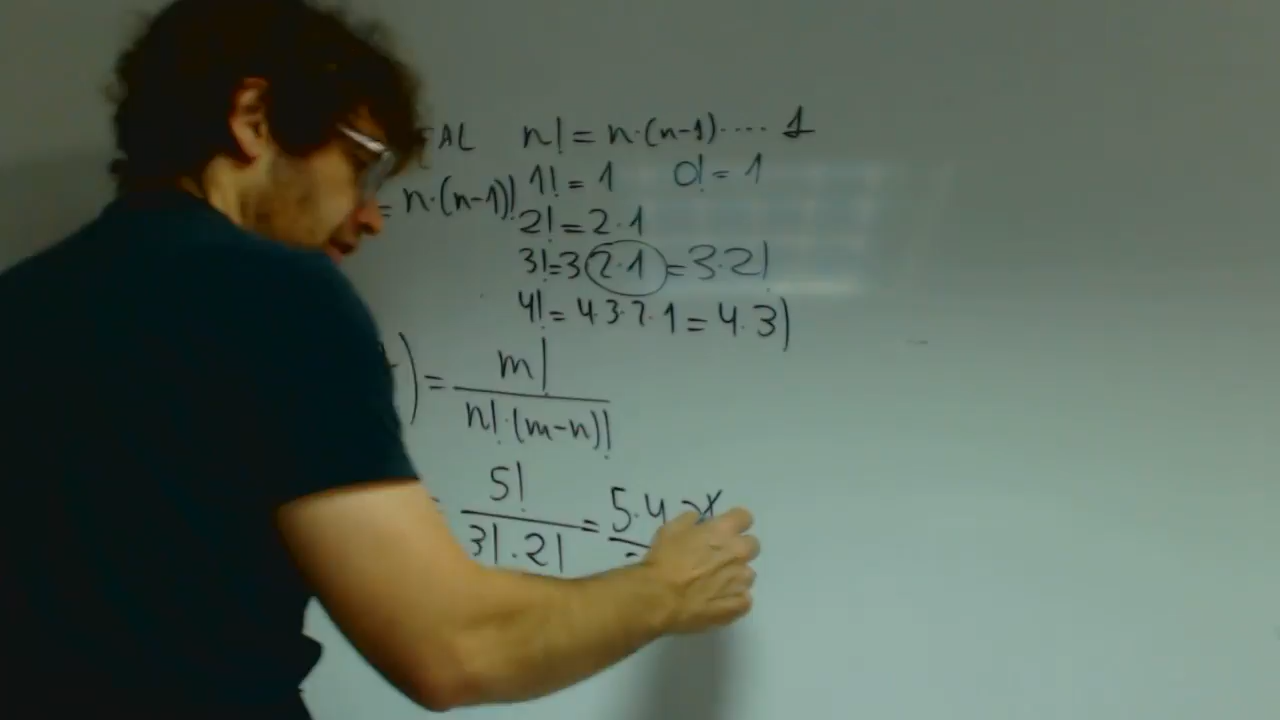 n! = n·(n-1)···· 1
= n·(n-1)! 1! = 1 0! = 1
2! = 2·1
3! = 3 2·1 = 3·2!
4! = 4·3·2·1 = 4·3)
) = m! / n!·(m-n)!
5! / 3!·2! = 5·4